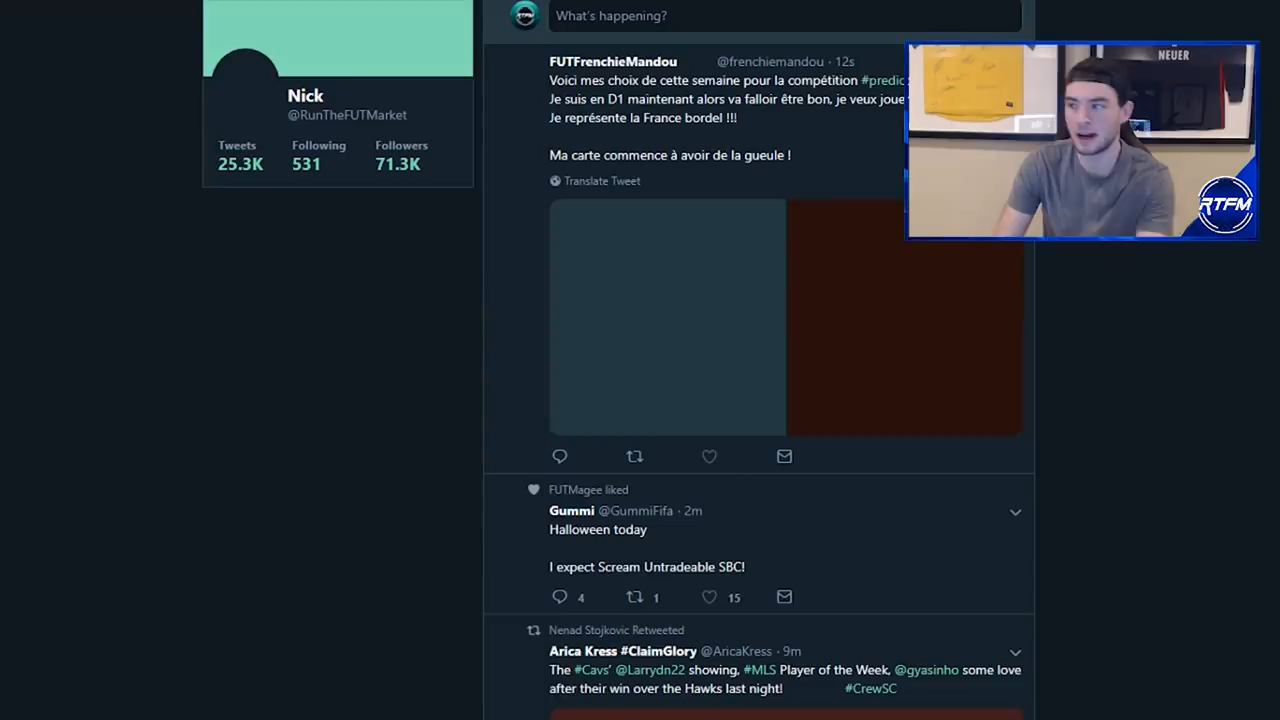 What's happening?
Nick
@RunTheFUTMarket
Tweets Following Followers
25.3K 531 71.3K
FUTFrenchieMandou @frenchiemandou · 12s
Voici mes choix de cette semaine pour la compétition #predic
Je suis en D1 maintenant alors va falloir être bon, je veux joue
Je représente la France bordel !!!
Ma carte commence à avoir de la gueule !
Translate Tweet
NEUER
RTFM
FUTMagee liked
Gummi @GummiFifa · 2m
Halloween today
I expect Scream Untradeable SBC!
4 1 15
Nenad Stojkovic Retweeted
Arica Kress #ClaimGlory @AricaKress · 9m
The #Cavs' @Larrydn22 showing, #MLS Player of the Week, @gyasinho some love
after their win over the Hawks last night! #CrewSC